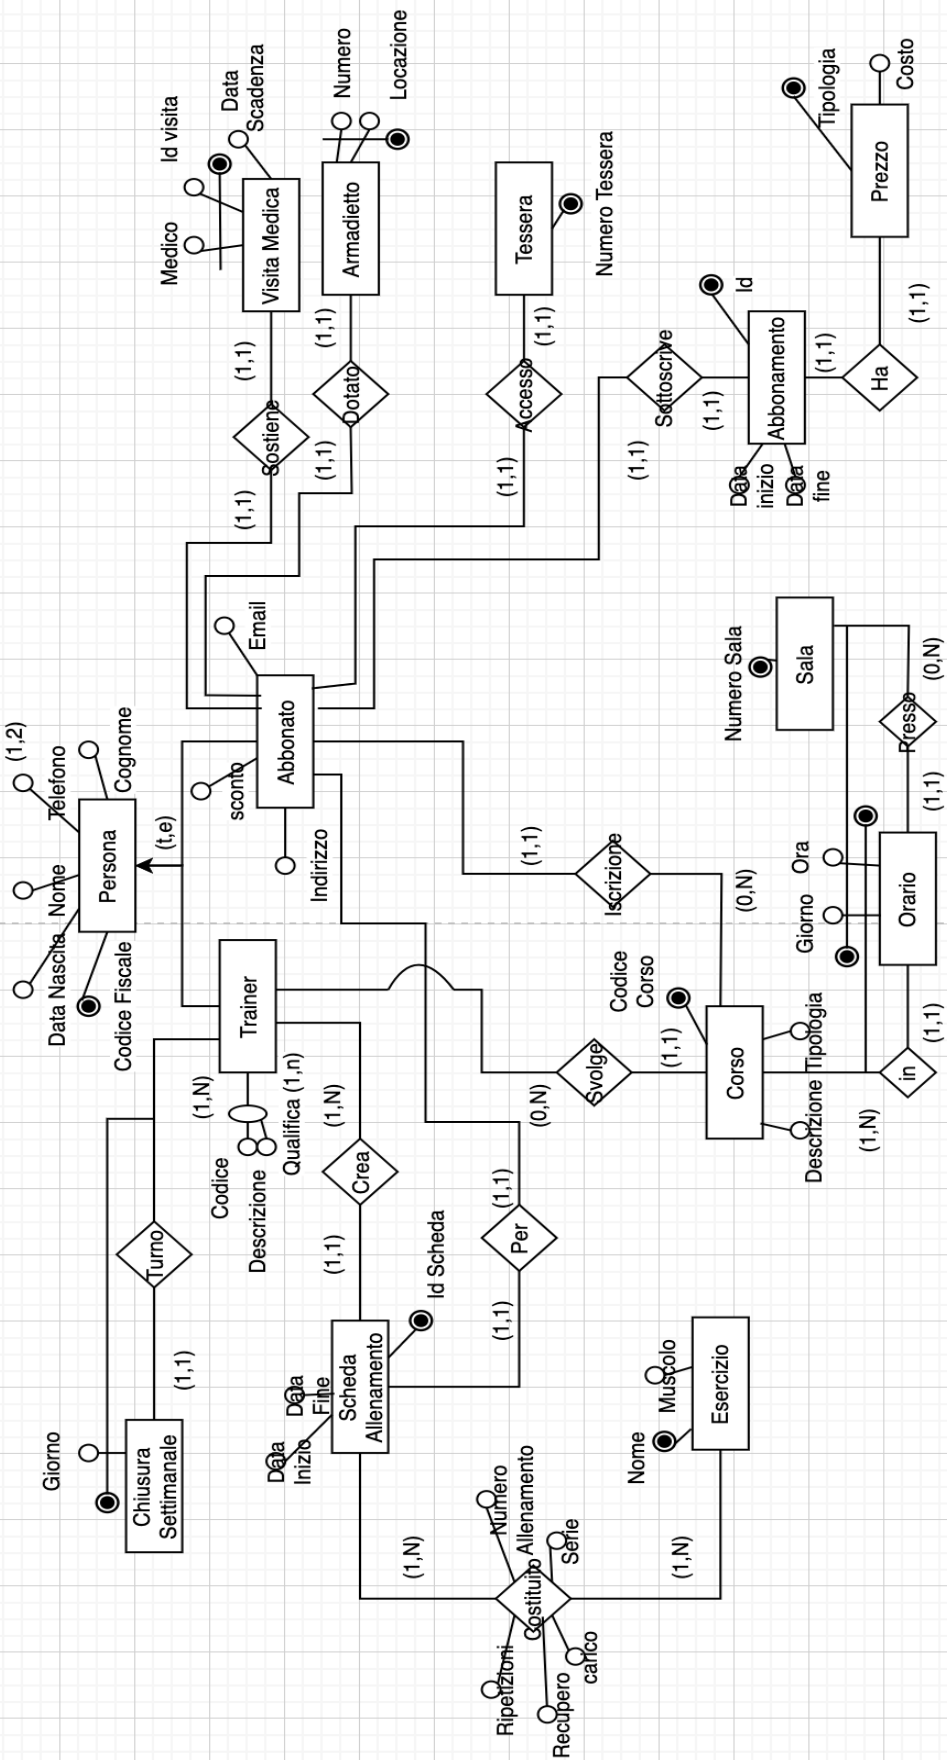 Giorno
Chiusura
Settimanale
(1,1)
Turno
(1,N)
Data Nascita
Nome
Telefono
(1,2)
Cognome
Codice Fiscale
Persona
(t,e)
Trainer
Codice
Descrizione
Qualifica (1,n)
(1,N)
Crea
(1,1)
Data
Inizio
Data
Fine
Scheda
Allenamento
Id Scheda
(1,1)
Per
(1,1)
(1,N)
Ripetizioni
Numero
Allenamento
Costituito
Serie
Recupero
carico
(1,N)
Nome
Muscolo
Esercizio
sconto
Email
Abbonato
Indirizzo
Medico
Id visita
Data
Scadenza
Visita Medica
(1,1)
Sostiene
(1,1)
Numero
Locazione
Armadietto
(1,1)
Dotato
(1,1)
Tessera
Numero Tessera
(1,1)
Accesso
(1,1)
(1,1)
Sottoscrive
(1,1)
Id
Data
inizio
Data
fine
Abbonamento
(1,1)
Ha
(1,1)
Tipologia
Prezzo
Costo
(1,1)
Iscrizione
(0,N)
(0,N)
Svolge
(1,1)
Codice
Corso
Corso
Descrizione
Tipologia
(1,N)
in
(1,1)
Giorno
Ora
Orario
(1,1)
Presso
(0,N)
Numero Sala
Sala